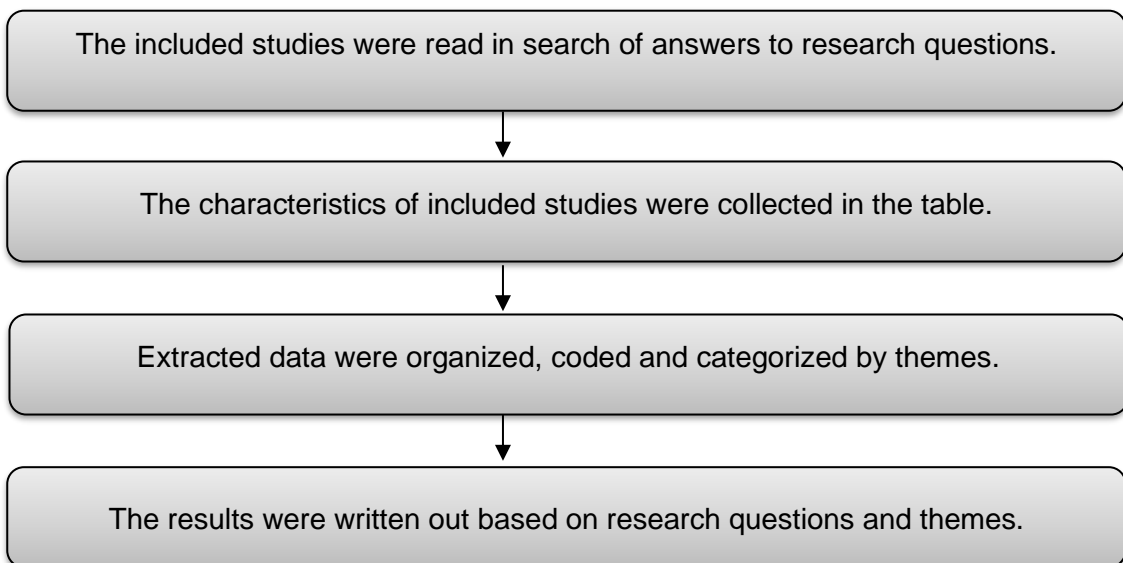 The included studies were read in search of answers to research questions.
The characteristics of included studies were collected in the table.
Extracted data were organized, coded and categorized by themes.
The results were written out based on research questions and themes.